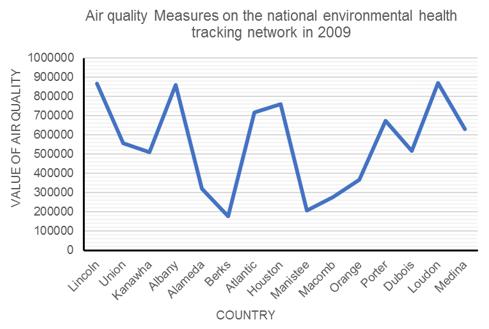 Air quality Measures on the national environmental health
tracking network in 2009
VALUE OF AIR QUALITY
1000000
900000
800000
700000
600000
500000
400000
300000
200000
100000
0
Lincoln
Union
Kanawha
Albany
Alameda
Berks
Atlantic
Houston
Manistee
Macomb
Orange
Porter
Dubois
Loudon
Medina
COUNTRY